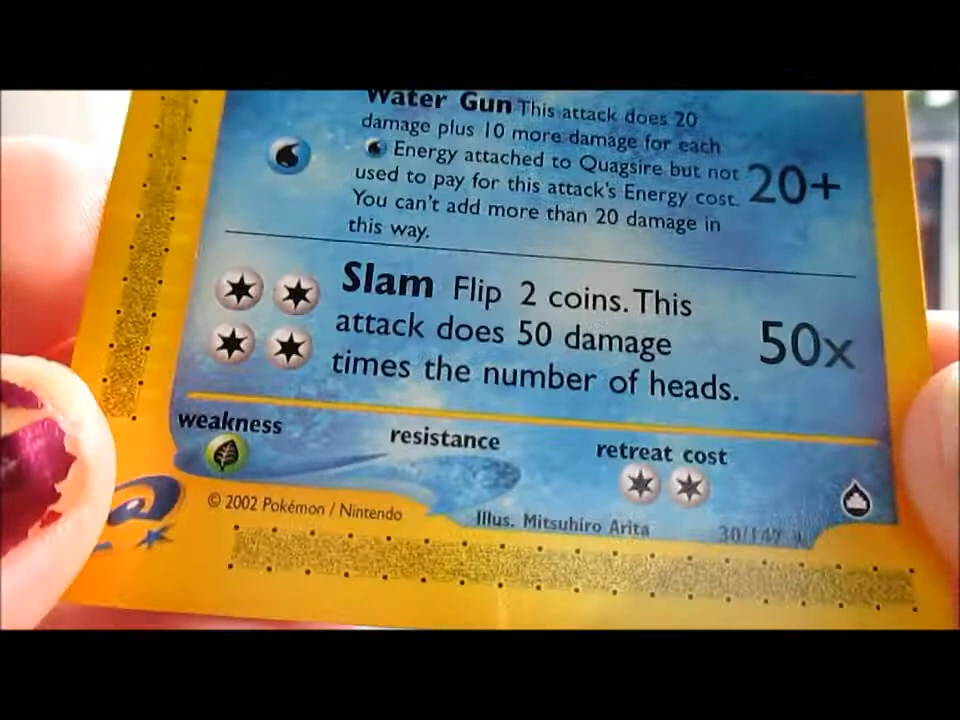 Water Gun This attack does 20
damage plus 10 more damage for each
Energy attached to Quagsire but not
used to pay for this attack's Energy cost.
You can't add more than 20 damage in
this way.
20+
Slam Flip 2 coins. This
attack does 50 damage
times the number of heads.
50x
weakness
resistance
retreat cost
© 2002 Pokémon / Nintendo
Illus. Mitsuhiro Arita
30/147